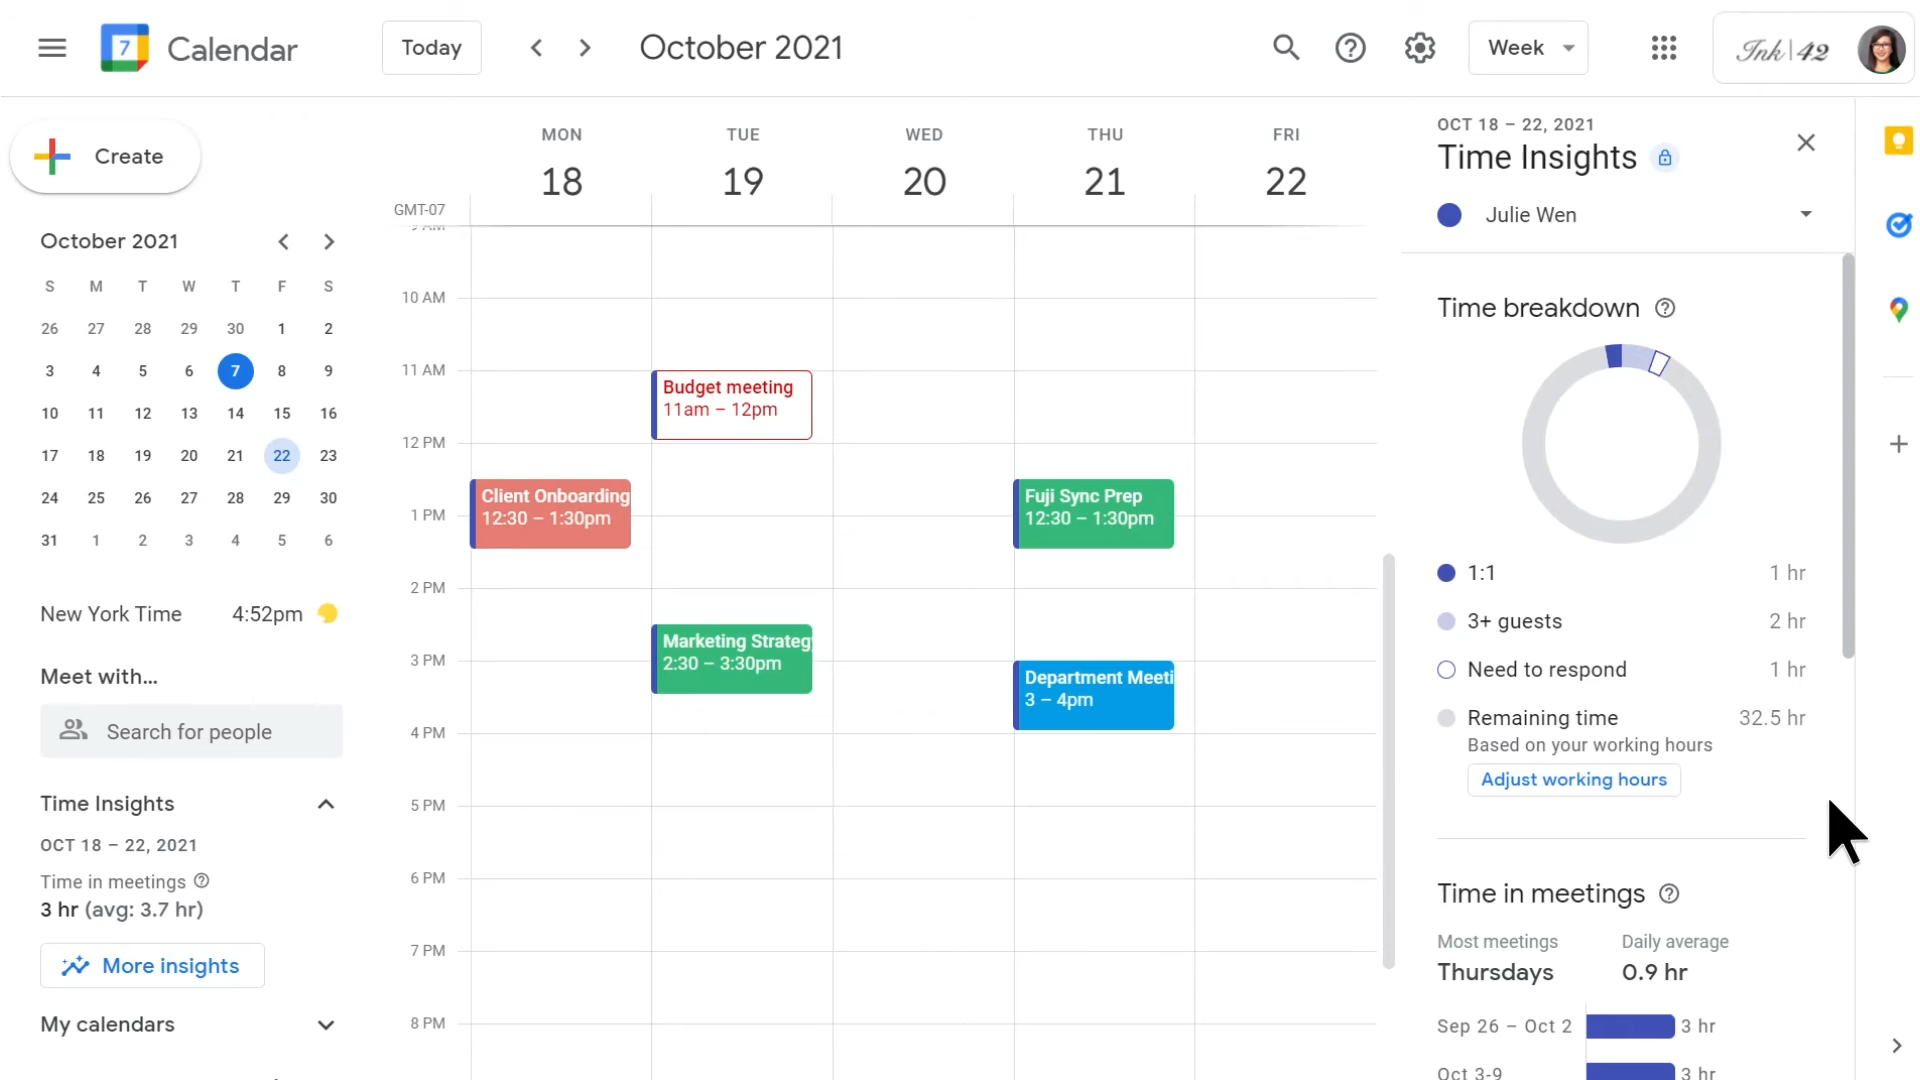 7
Calendar
Today
October 2021
Week
Ink|42
Create
October 2021
S M T W T F S
26 27 28 29 30 1 2
3 4 5 6 7 8 9
10 11 12 13 14 15 16
17 18 19 20 21 22 23
24 25 26 27 28 29 30
31 1 2 3 4 5 6
New York Time 4:52pm
Meet with...
Search for people
Time Insights
OCT 18 – 22, 2021
Time in meetings
3 hr (avg: 3.7 hr)
More insights
My calendars
MON TUE WED THU FRI
18 19 20 21 22
GMT-07
9 AM
10 AM
11 AM
12 PM
1 PM
2 PM
3 PM
4 PM
5 PM
6 PM
7 PM
8 PM
Client Onboarding
12:30 – 1:30pm
Budget meeting
11am – 12pm
Marketing Strateg
2:30 – 3:30pm
Fuji Sync Prep
12:30 – 1:30pm
Department Meeti
3 – 4pm
OCT 18 – 22, 2021
Time Insights
Julie Wen
Time breakdown
1:1 1 hr
3+ guests 2 hr
Need to respond 1 hr
Remaining time 32.5 hr
Based on your working hours
Adjust working hours
Time in meetings
Most meetings Daily average
Thursdays 0.9 hr
Sep 26 – Oct 2 3 hr
Oct 3-9 3 hr